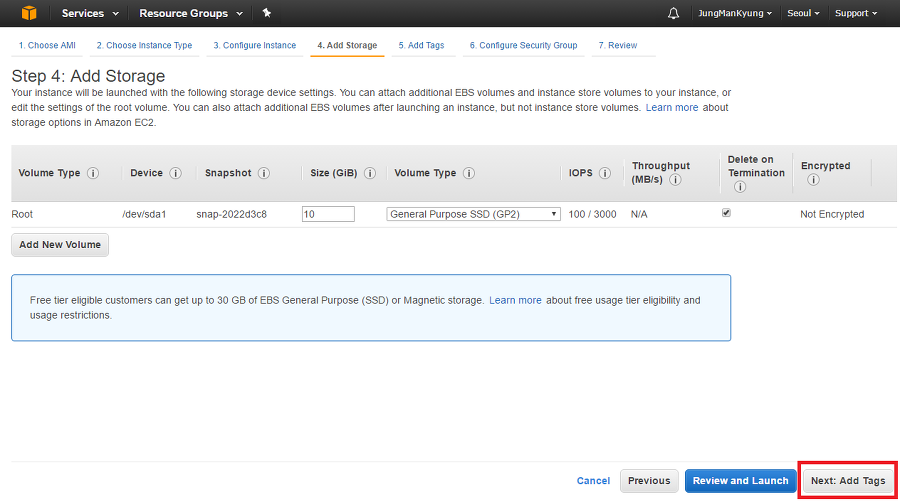 Services Resource Groups JungManKyung Seoul Support
1. Choose AMI 2. Choose Instance Type 3. Configure Instance 4. Add Storage 5. Add Tags 6. Configure Security Group 7. Review
Step 4: Add Storage
Your instance will be launched with the following storage device settings. You can attach additional EBS volumes and instance store volumes to your instance, or
edit the settings of the root volume. You can also attach additional EBS volumes after launching an instance, but not instance store volumes. Learn more about
storage options in Amazon EC2.
Volume Type Device Snapshot Size (GiB) Volume Type IOPS Throughput (MB/s) Delete on Termination Encrypted
Root /dev/sda1 snap-2022d3c8 10 General Purpose SSD (GP2) 100 / 3000 N/A Not Encrypted
Add New Volume
Free tier eligible customers can get up to 30 GB of EBS General Purpose (SSD) or Magnetic storage. Learn more about free usage tier eligibility and
usage restrictions.
Cancel Previous Review and Launch Next: Add Tags